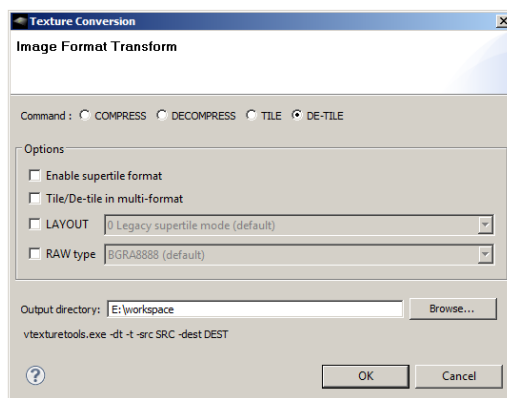 Texture Conversion
Image Format Transform
Command : COMPRESS DECOMPRESS TILE DE-TILE
Options
Enable supertile format
Tile/De-tile in multi-format
LAYOUT 0 Legacy supertile mode (default)
RAW type BGRA8888 (default)
Output directory: E:\workspace Browse...
vtexturetools.exe -dt -t -src SRC -dest DEST
? OK Cancel